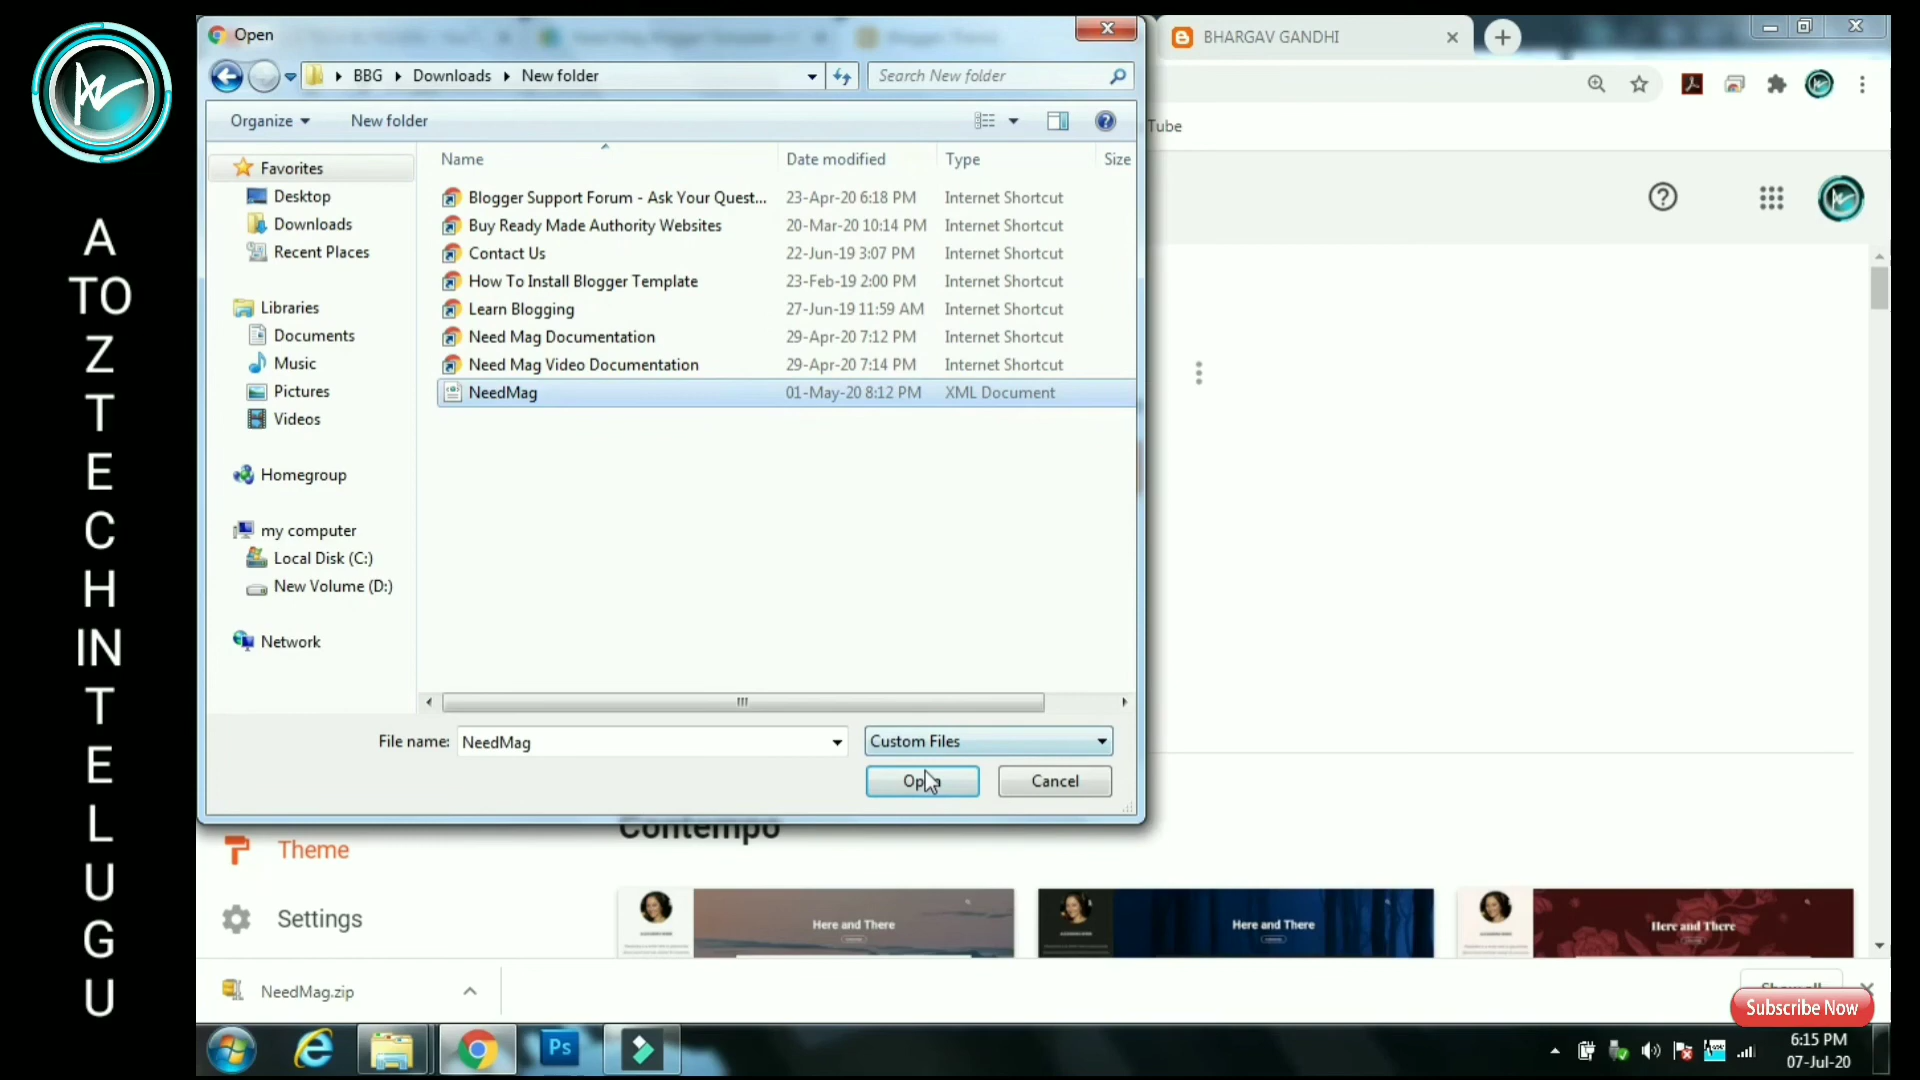 A
TO
Z
T
E
C
H
IN
T
E
L
U
G
U
Open
BHARGAV GANDHI
BBG Downloads New folder
Search New folder
Organize
New folder
Tube
Name
Date modified
Type
Size
Favorites
Desktop
Downloads
Recent Places
Libraries
Documents
Music
Pictures
Videos
Homegroup
my computer
Local Disk (C:)
New Volume (D:)
Network
Blogger Support Forum - Ask Your Quest... 23-Apr-20 6:18 PM Internet Shortcut
Buy Ready Made Authority Websites 20-Mar-20 10:14 PM Internet Shortcut
Contact Us 22-Jun-19 3:07 PM Internet Shortcut
How To Install Blogger Template 23-Feb-19 2:00 PM Internet Shortcut
Learn Blogging 27-Jun-19 11:59 AM Internet Shortcut
Need Mag Documentation 29-Apr-20 7:12 PM Internet Shortcut
Need Mag Video Documentation 29-Apr-20 7:14 PM Internet Shortcut
NeedMag 01-May-20 8:12 PM XML Document
File name: NeedMag
Custom Files
Open
Cancel
Contempo
Theme
Settings
Here and There
Here and There
Here and There
NeedMag.zip
Show all
Subscribe Now
Ps
6:15 PM
07-Jul-20